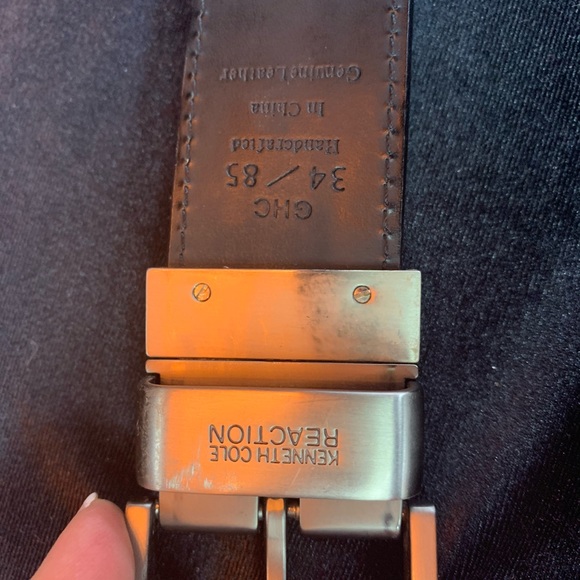 KENNETH COLE
REACTION
GHC
34/85
Handcrafted
In China
Genuine Leather